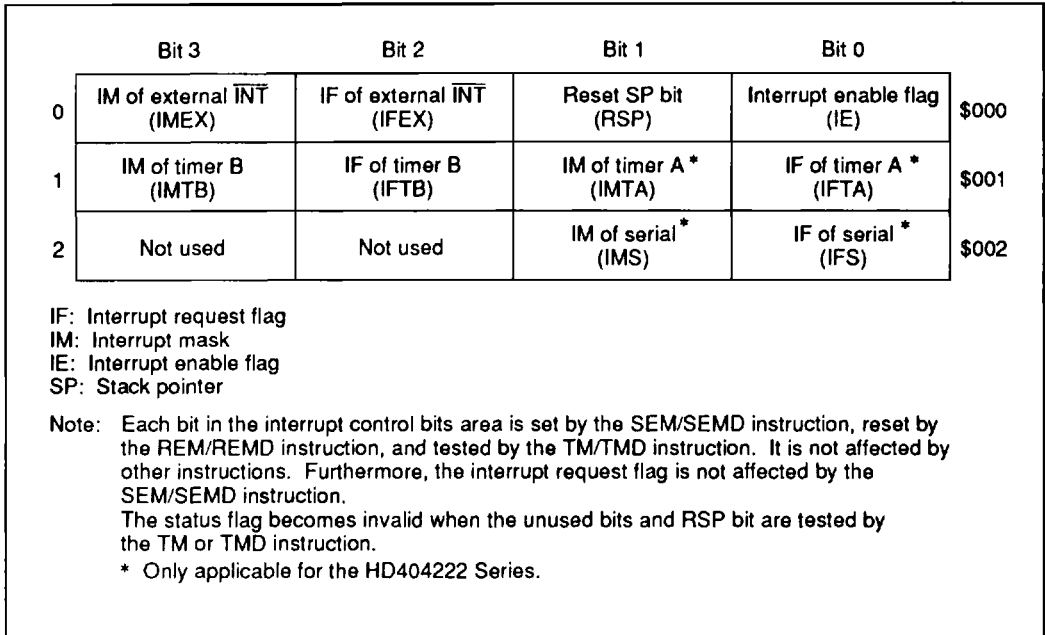 Bit 3 Bit 2 Bit 1 Bit 0
0 IM of external INT (IMEX) IF of external INT (IFEX) Reset SP bit (RSP) Interrupt enable flag (IE) $000
1 IM of timer B (IMTB) IF of timer B (IFTB) IM of timer A * (IMTA) IF of timer A * (IFTA) $001
2 Not used Not used IM of serial * (IMS) IF of serial * (IFS) $002
IF: Interrupt request flag
IM: Interrupt mask
IE: Interrupt enable flag
SP: Stack pointer
Note: Each bit in the interrupt control bits area is set by the SEM/SEMD instruction, reset by
the REM/REMD instruction, and tested by the TM/TMD instruction. It is not affected by
other instructions. Furthermore, the interrupt request flag is not affected by the
SEM/SEMD instruction.
The status flag becomes invalid when the unused bits and RSP bit are tested by
the TM or TMD instruction.
* Only applicable for the HD404222 Series.